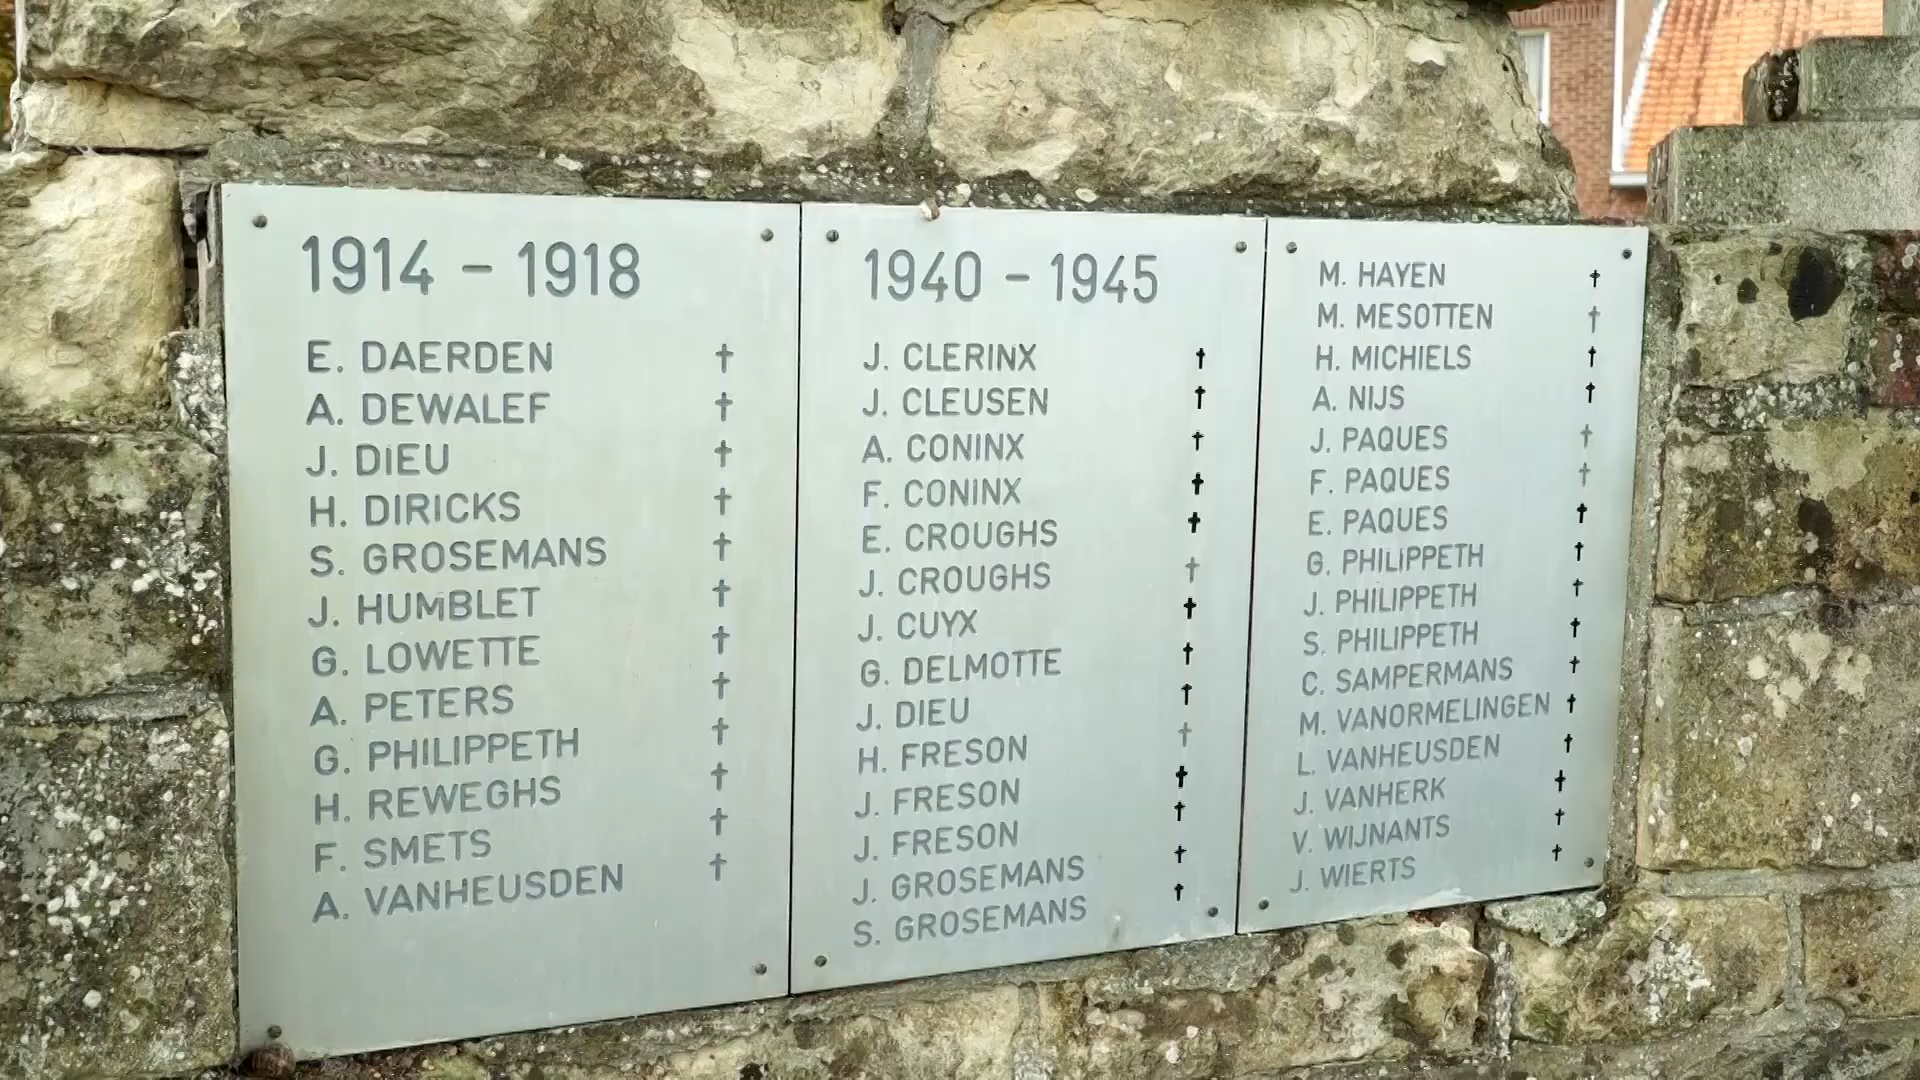 1914 - 1918
E. DAERDEN †
A. DEWALEF †
J. DIEU †
H. DIRICKS †
S. GROSEMANS †
J. HUMBLET †
G. LOWETTE †
A. PETERS †
G. PHILIPPETH †
H. REWEGHS †
F. SMETS †
A. VANHEUSDEN †
1940 - 1945
J. CLERINX †
J. CLEUSEN †
A. CONINX †
F. CONINX †
E. CROUGHS †
J. CROUGHS †
J. CUYX †
G. DELMOTTE †
J. DIEU †
H. FRESON †
J. FRESON †
J. FRESON †
J. GROSEMANS †
S. GROSEMANS †
M. HAYEN †
M. MESOTTEN †
H. MICHIELS †
A. NIJS †
J. PAQUES †
F. PAQUES †
E. PAQUES †
G. PHILIPPETH †
J. PHILIPPETH †
S. PHILIPPETH †
C. SAMPERMANS †
M. VANORMELINGEN †
L. VANHEUSDEN †
J. VANHERK †
V. WIJNANTS †
J. WIERTS †